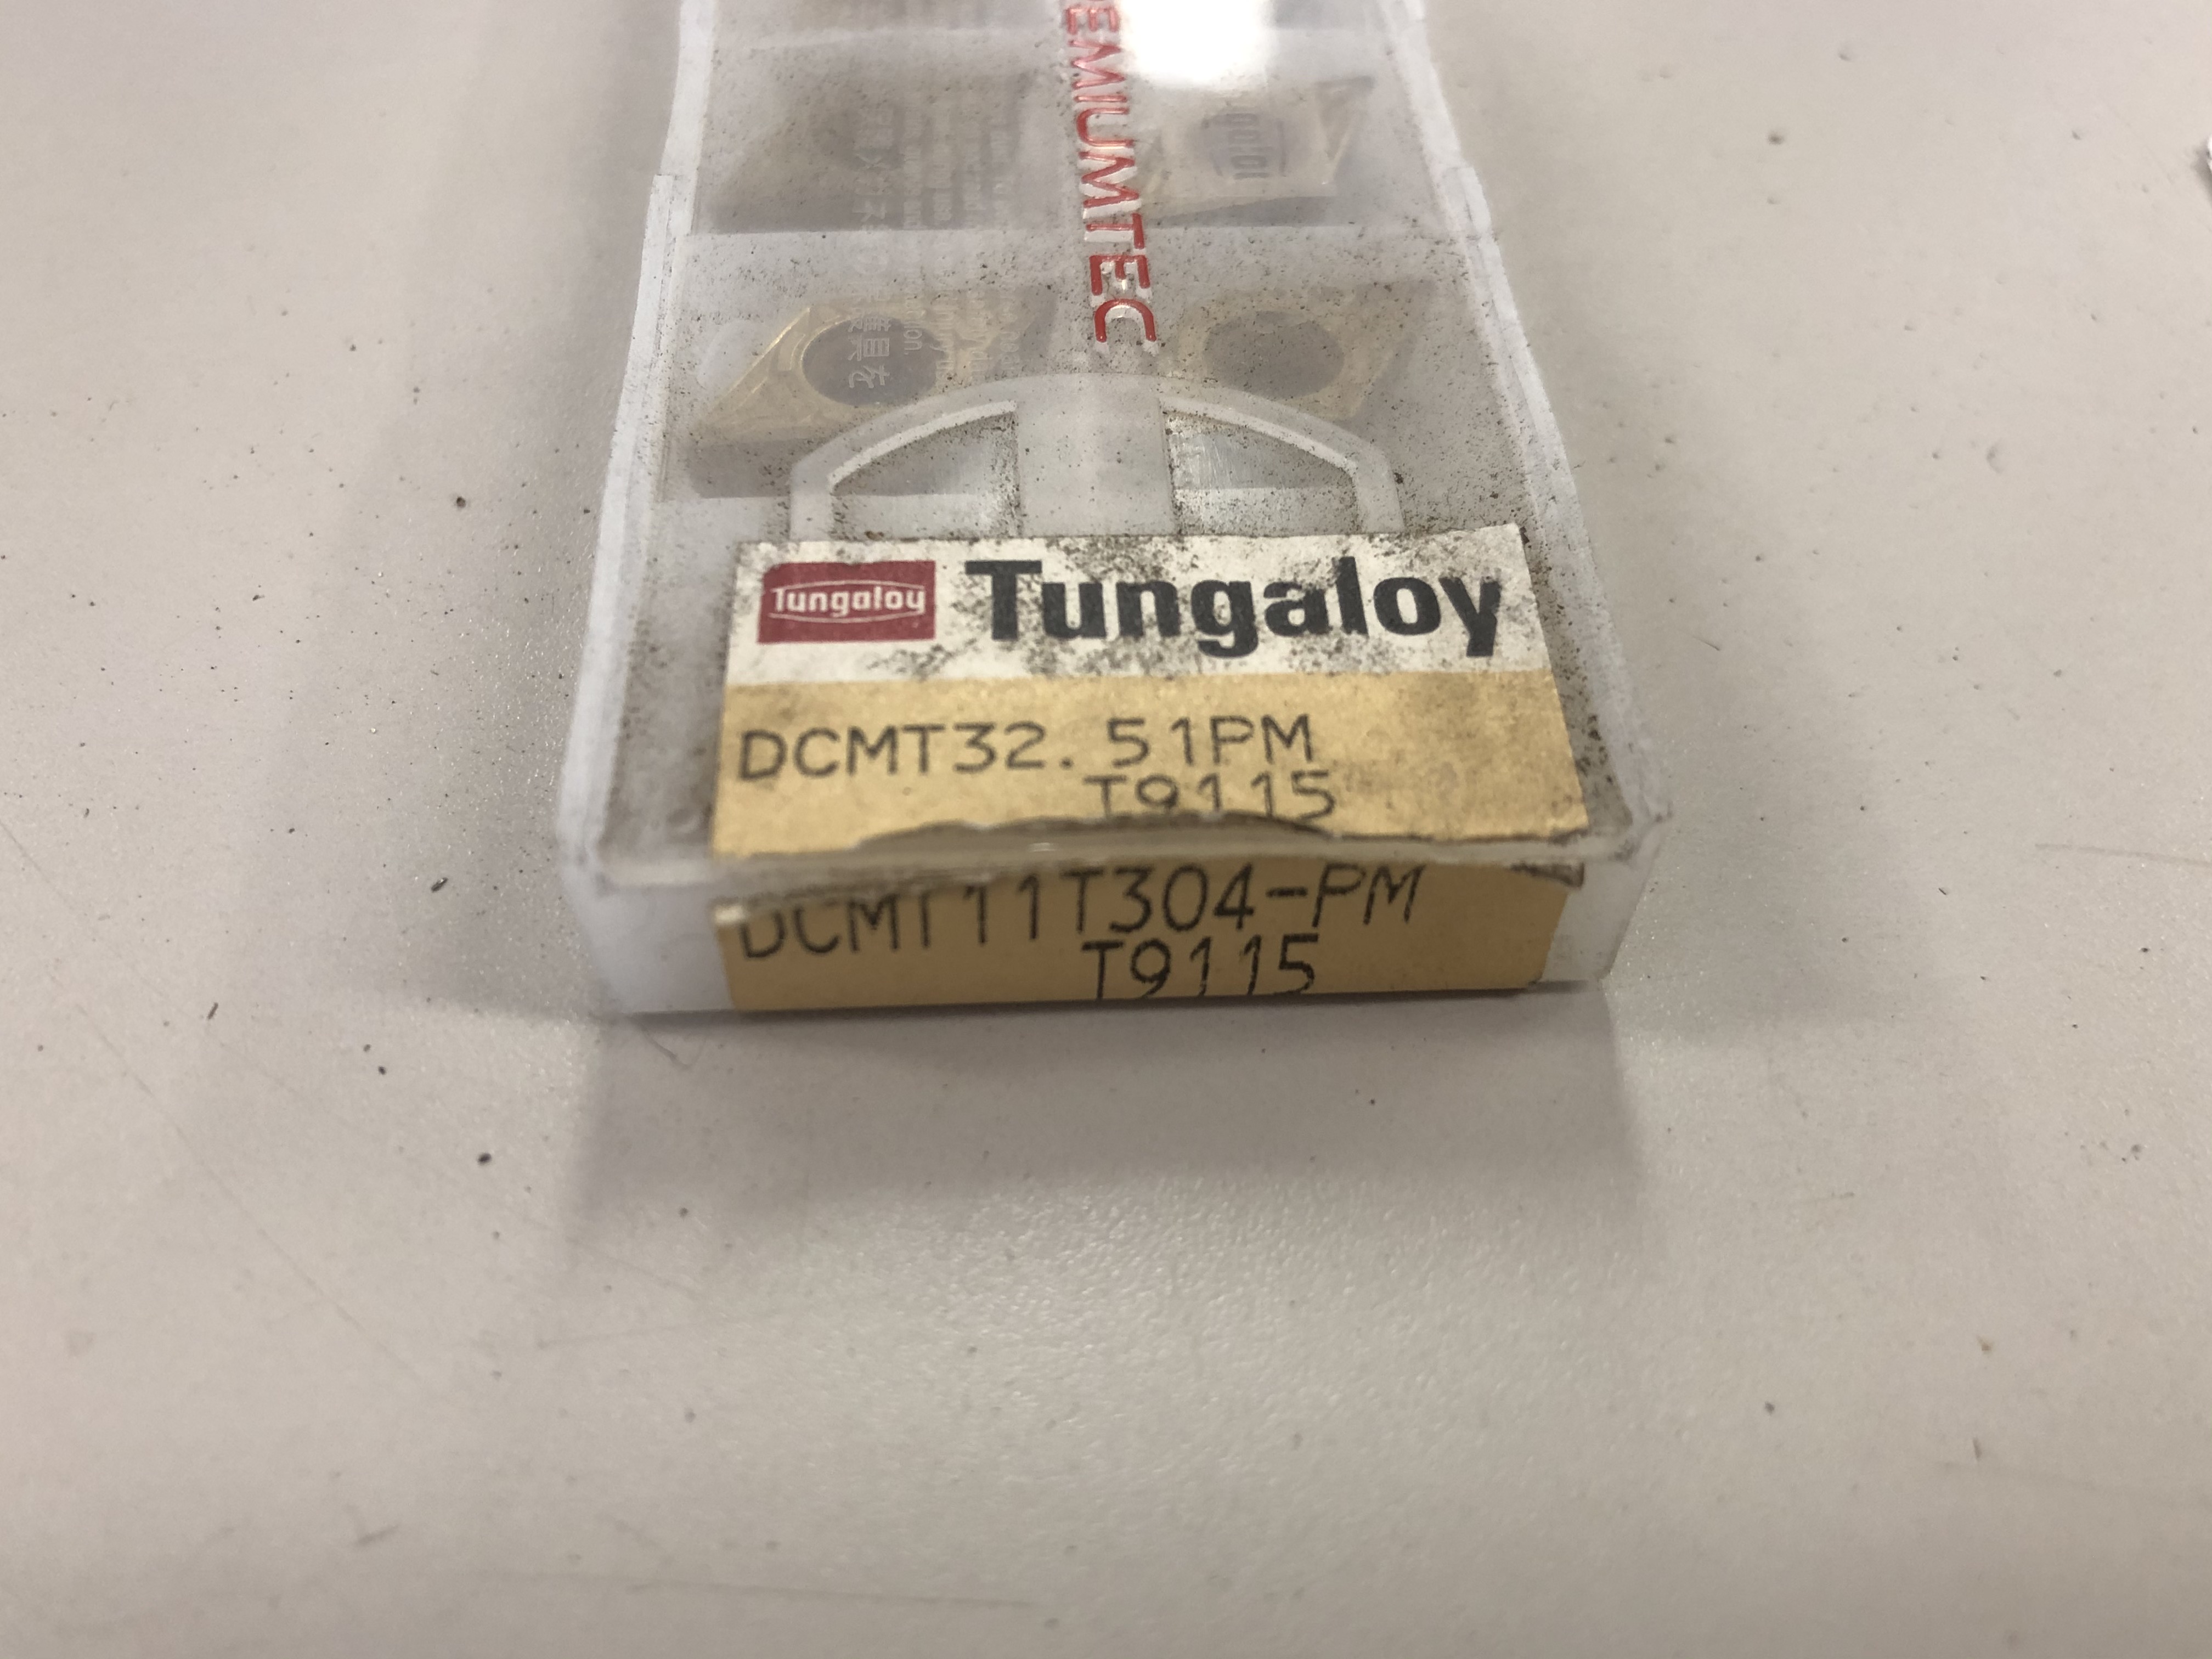 EMIUMTEC
Tungaloy Tungaloy
DCMT32.51PM
T9115
DCMT11T304-PM
T9115